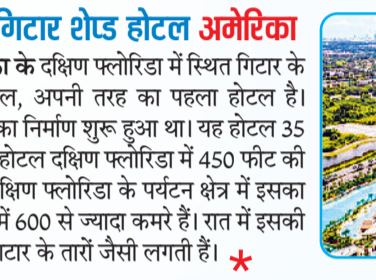 गिटार शेप्ड होटल अमेरिका
के दक्षिण फ्लोरिडा में स्थित गिटार के
अपनी तरह का पहला होटल है।
का निर्माण शुरू हुआ था। यह होटल 35
होटल दक्षिण फ्लोरिडा में 450 फीट की
क्षिण फ्लोरिडा के पर्यटन क्षेत्र में इसका
में 600 से ज्यादा कमरे हैं। रात में इसकी
टार के तारों जैसी लगती हैं। *